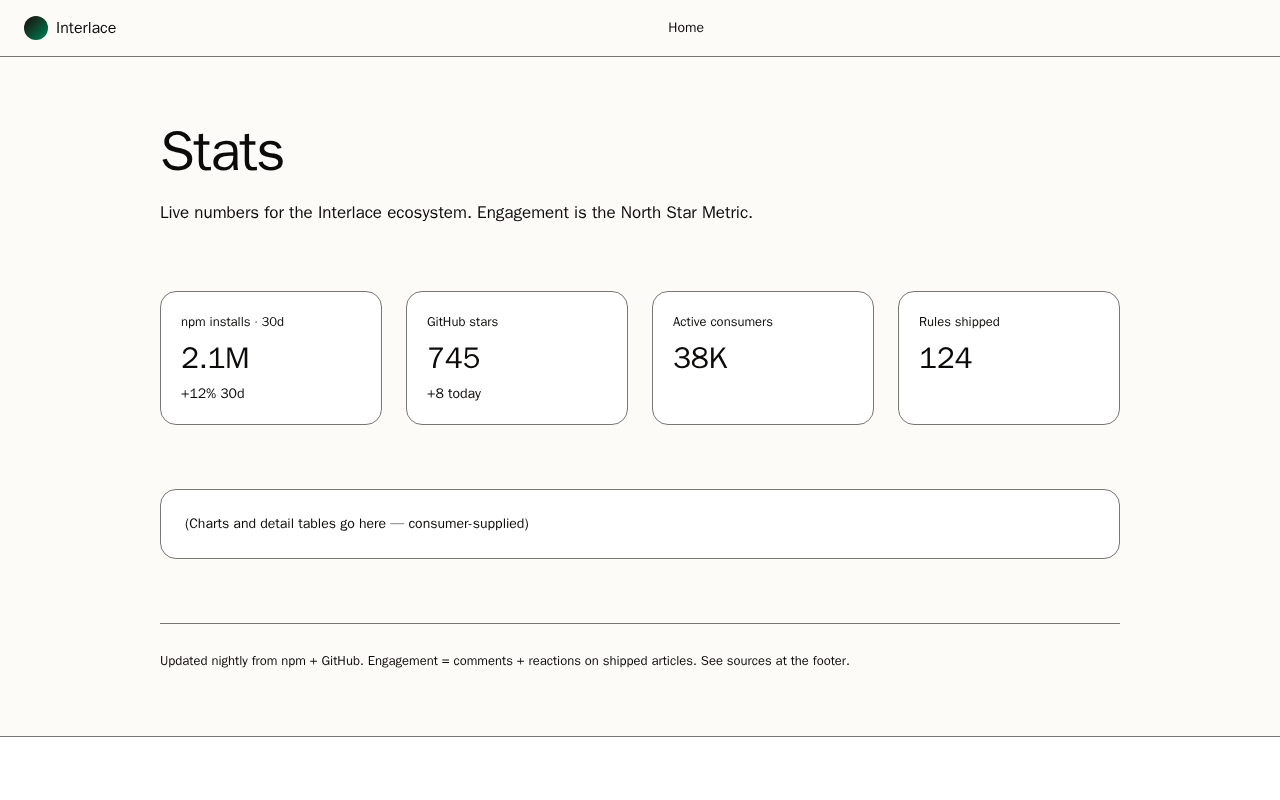 Interlace
Home
Stats
Live numbers for the Interlace ecosystem. Engagement is the North Star Metric.
npm installs · 30d
2.1M
+12% 30d
GitHub stars
745
+8 today
Active consumers
38K
Rules shipped
124
(Charts and detail tables go here — consumer-supplied)
Updated nightly from npm + GitHub. Engagement = comments + reactions on shipped articles. See sources at the footer.